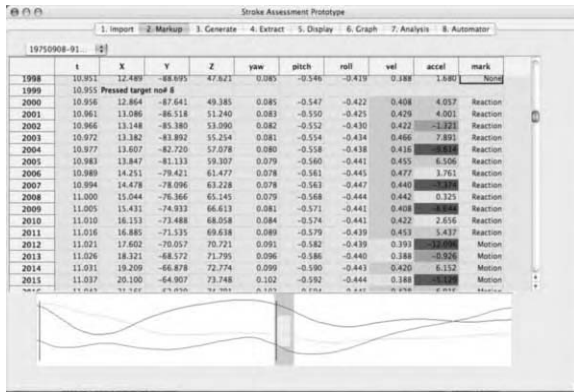 Stroke Assessment Prototype
1. Import 2. Markup 3. Generate 4. Extract 5. Display 6. Graph 7. Analysis 8. Automator
19750908-91...
t X Y Z yaw pitch roll vel accel mark
1998 10.951 12.489 -88.695 47.621 0.085 -0.546 -0.419 0.388 1.680 None
1999 10.955 Pressed target no# 8
2000 10.956 12.864 -87.641 49.385 0.085 -0.547 -0.422 0.408 4.057 Reaction
2001 10.961 13.086 -86.518 51.240 0.083 -0.550 -0.425 0.429 4.001 Reaction
2002 10.966 13.148 -85.380 53.090 0.082 -0.552 -0.430 0.422 -1.321 Reaction
2003 10.972 13.382 -83.892 55.254 0.081 -0.554 -0.434 0.466 7.891 Reaction
2004 10.977 13.607 -82.720 57.078 0.080 -0.558 -0.438 0.416 Reaction
2005 10.983 13.847 -81.133 59.307 0.079 -0.560 -0.441 0.455 6.506 Reaction
2006 10.989 14.251 -79.421 61.477 0.078 -0.561 -0.445 0.477 3.761 Reaction
2007 10.994 14.478 -78.096 63.228 0.078 -0.563 -0.447 0.440 Reaction
2008 11.000 15.044 -76.366 65.145 0.079 -0.568 -0.444 0.442 0.325 Reaction
2009 11.005 15.431 -74.933 66.613 0.081 -0.571 -0.441 0.408 Reaction
2010 11.010 16.153 -73.488 68.058 0.084 -0.574 -0.441 0.422 2.656 Reaction
2011 11.016 16.885 -71.535 69.638 0.089 -0.579 -0.439 0.453 5.437 Reaction
2012 11.021 17.602 -70.057 70.721 0.091 -0.582 -0.439 0.393 Motion
2013 11.026 18.321 -68.572 71.795 0.096 -0.586 -0.440 0.388 -0.926 Motion
2014 11.031 19.209 -66.878 72.774 0.099 -0.590 -0.443 0.420 6.152 Motion
2015 11.037 20.100 -64.907 73.748 0.102 -0.592 -0.444 0.388 Motion